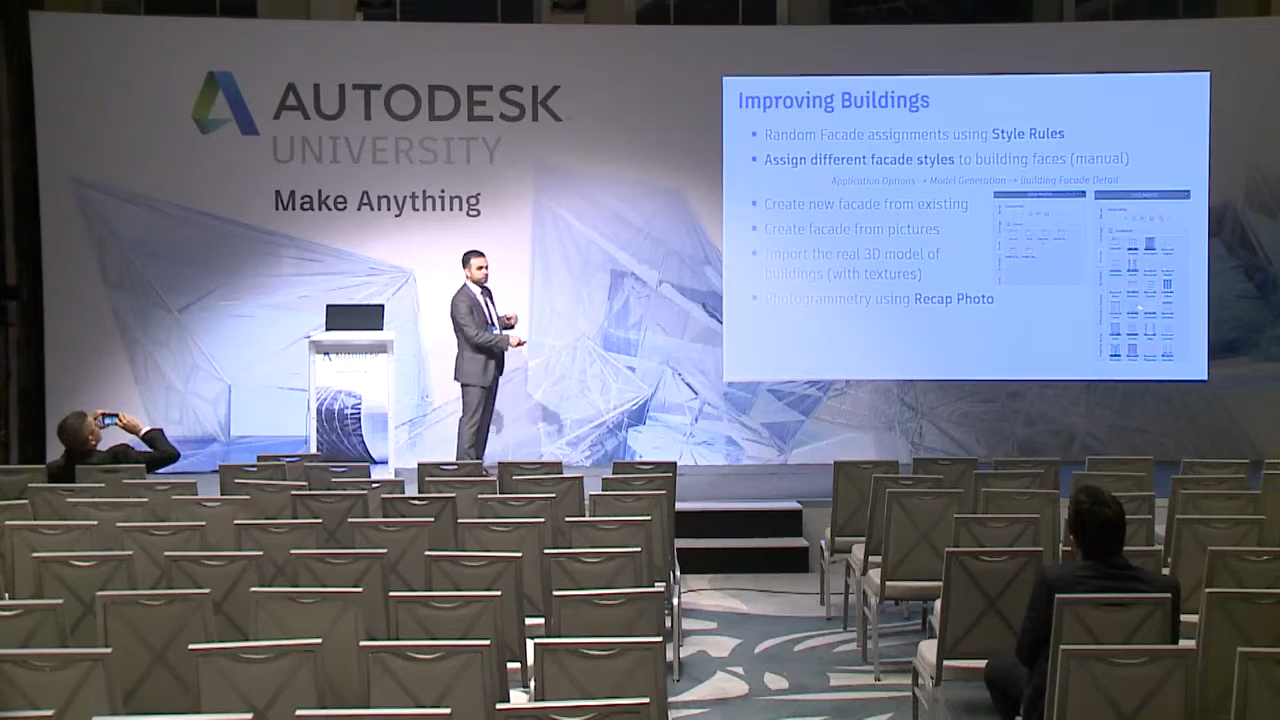 AUTODESK
UNIVERSITY
Make Anything
AUTODESK
Improving Buildings
Random Facade assignments using Style Rules
Assign different facade styles to building faces (manual)
Application Options -> Model Generation -> Building Facade Detail
Create new facade from existing
Create facade from pictures
Import the real 3D model of
buildings (with textures)
Photogrammetry using Recap Photo